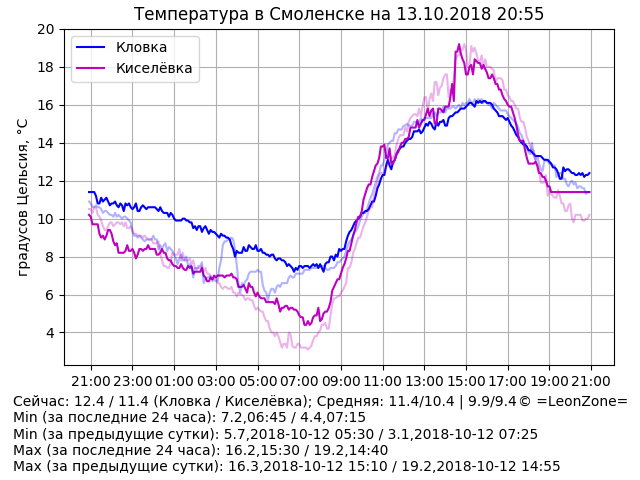 Температура в Смоленске на 13.10.2018 20:55
Кловка
Киселёвка
градусов Цельсия, °C
20
18
16
14
12
10
8
6
4
21:00 23:00 01:00 03:00 05:00 07:00 09:00 11:00 13:00 15:00 17:00 19:00 21:00
Сейчас: 12.4 / 11.4 (Кловка / Киселёвка); Средняя: 11.4/10.4 | 9.9/9.4© =LeonZone=
Min (за последние 24 часа): 7.2,06:45 / 4.4,07:15
Min (за предыдущие сутки): 5.7,2018-10-12 05:30 / 3.1,2018-10-12 07:25
Max (за последние 24 часа): 16.2,15:30 / 19.2,14:40
Max (за предыдущие сутки): 16.3,2018-10-12 15:10 / 19.2,2018-10-12 14:55